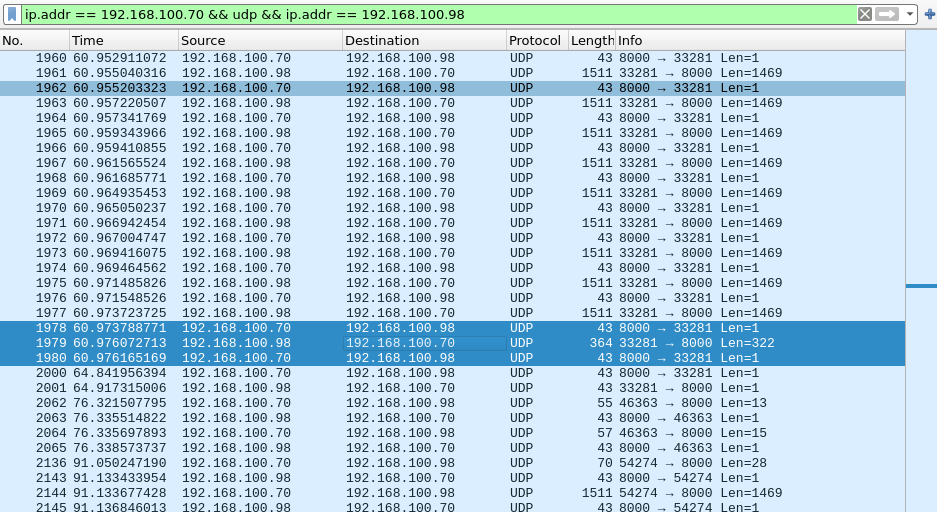 ip.addr == 192.168.100.70 && udp && ip.addr == 192.168.100.98
No. Time Source Destination Protocol Length Info
1960 60.952911072 192.168.100.70 192.168.100.98 UDP 43 8000 → 33281 Len=1
1961 60.955040316 192.168.100.98 192.168.100.70 UDP 1511 33281 → 8000 Len=1469
1962 60.955203323 192.168.100.70 192.168.100.98 UDP 43 8000 → 33281 Len=1
1963 60.957220507 192.168.100.98 192.168.100.70 UDP 1511 33281 → 8000 Len=1469
1964 60.957341769 192.168.100.70 192.168.100.98 UDP 43 8000 → 33281 Len=1
1965 60.959343966 192.168.100.98 192.168.100.70 UDP 1511 33281 → 8000 Len=1469
1966 60.959410855 192.168.100.70 192.168.100.98 UDP 43 8000 → 33281 Len=1
1967 60.961565524 192.168.100.98 192.168.100.70 UDP 1511 33281 → 8000 Len=1469
1968 60.961685771 192.168.100.70 192.168.100.98 UDP 43 8000 → 33281 Len=1
1969 60.964935453 192.168.100.98 192.168.100.70 UDP 1511 33281 → 8000 Len=1469
1970 60.965050237 192.168.100.70 192.168.100.98 UDP 43 8000 → 33281 Len=1
1971 60.966942454 192.168.100.98 192.168.100.70 UDP 1511 33281 → 8000 Len=1469
1972 60.967004747 192.168.100.70 192.168.100.98 UDP 43 8000 → 33281 Len=1
1973 60.969416075 192.168.100.98 192.168.100.70 UDP 1511 33281 → 8000 Len=1469
1974 60.969464562 192.168.100.70 192.168.100.98 UDP 43 8000 → 33281 Len=1
1975 60.971485826 192.168.100.98 192.168.100.70 UDP 1511 33281 → 8000 Len=1469
1976 60.971548526 192.168.100.70 192.168.100.98 UDP 43 8000 → 33281 Len=1
1977 60.973723725 192.168.100.98 192.168.100.70 UDP 1511 33281 → 8000 Len=1469
1978 60.973788771 192.168.100.70 192.168.100.98 UDP 43 8000 → 33281 Len=1
1979 60.976072713 192.168.100.98 192.168.100.70 UDP 364 33281 → 8000 Len=322
1980 60.976165169 192.168.100.70 192.168.100.98 UDP 43 8000 → 33281 Len=1
2000 64.841956394 192.168.100.70 192.168.100.98 UDP 43 8000 → 33281 Len=1
2001 64.917315006 192.168.100.98 192.168.100.70 UDP 43 33281 → 8000 Len=1
2062 76.321507795 192.168.100.70 192.168.100.98 UDP 55 46363 → 8000 Len=13
2063 76.335514822 192.168.100.98 192.168.100.70 UDP 43 8000 → 46363 Len=1
2064 76.335697893 192.168.100.70 192.168.100.98 UDP 57 46363 → 8000 Len=15
2065 76.338573737 192.168.100.98 192.168.100.70 UDP 43 8000 → 46363 Len=1
2136 91.050247190 192.168.100.70 192.168.100.98 UDP 70 54274 → 8000 Len=28
2143 91.133433954 192.168.100.98 192.168.100.70 UDP 43 8000 → 54274 Len=1
2144 91.133677428 192.168.100.70 192.168.100.98 UDP 1511 54274 → 8000 Len=1469
2145 91.136846013 192.168.100.98 192.168.100.70 UDP 43 8000 → 54274 Len=1